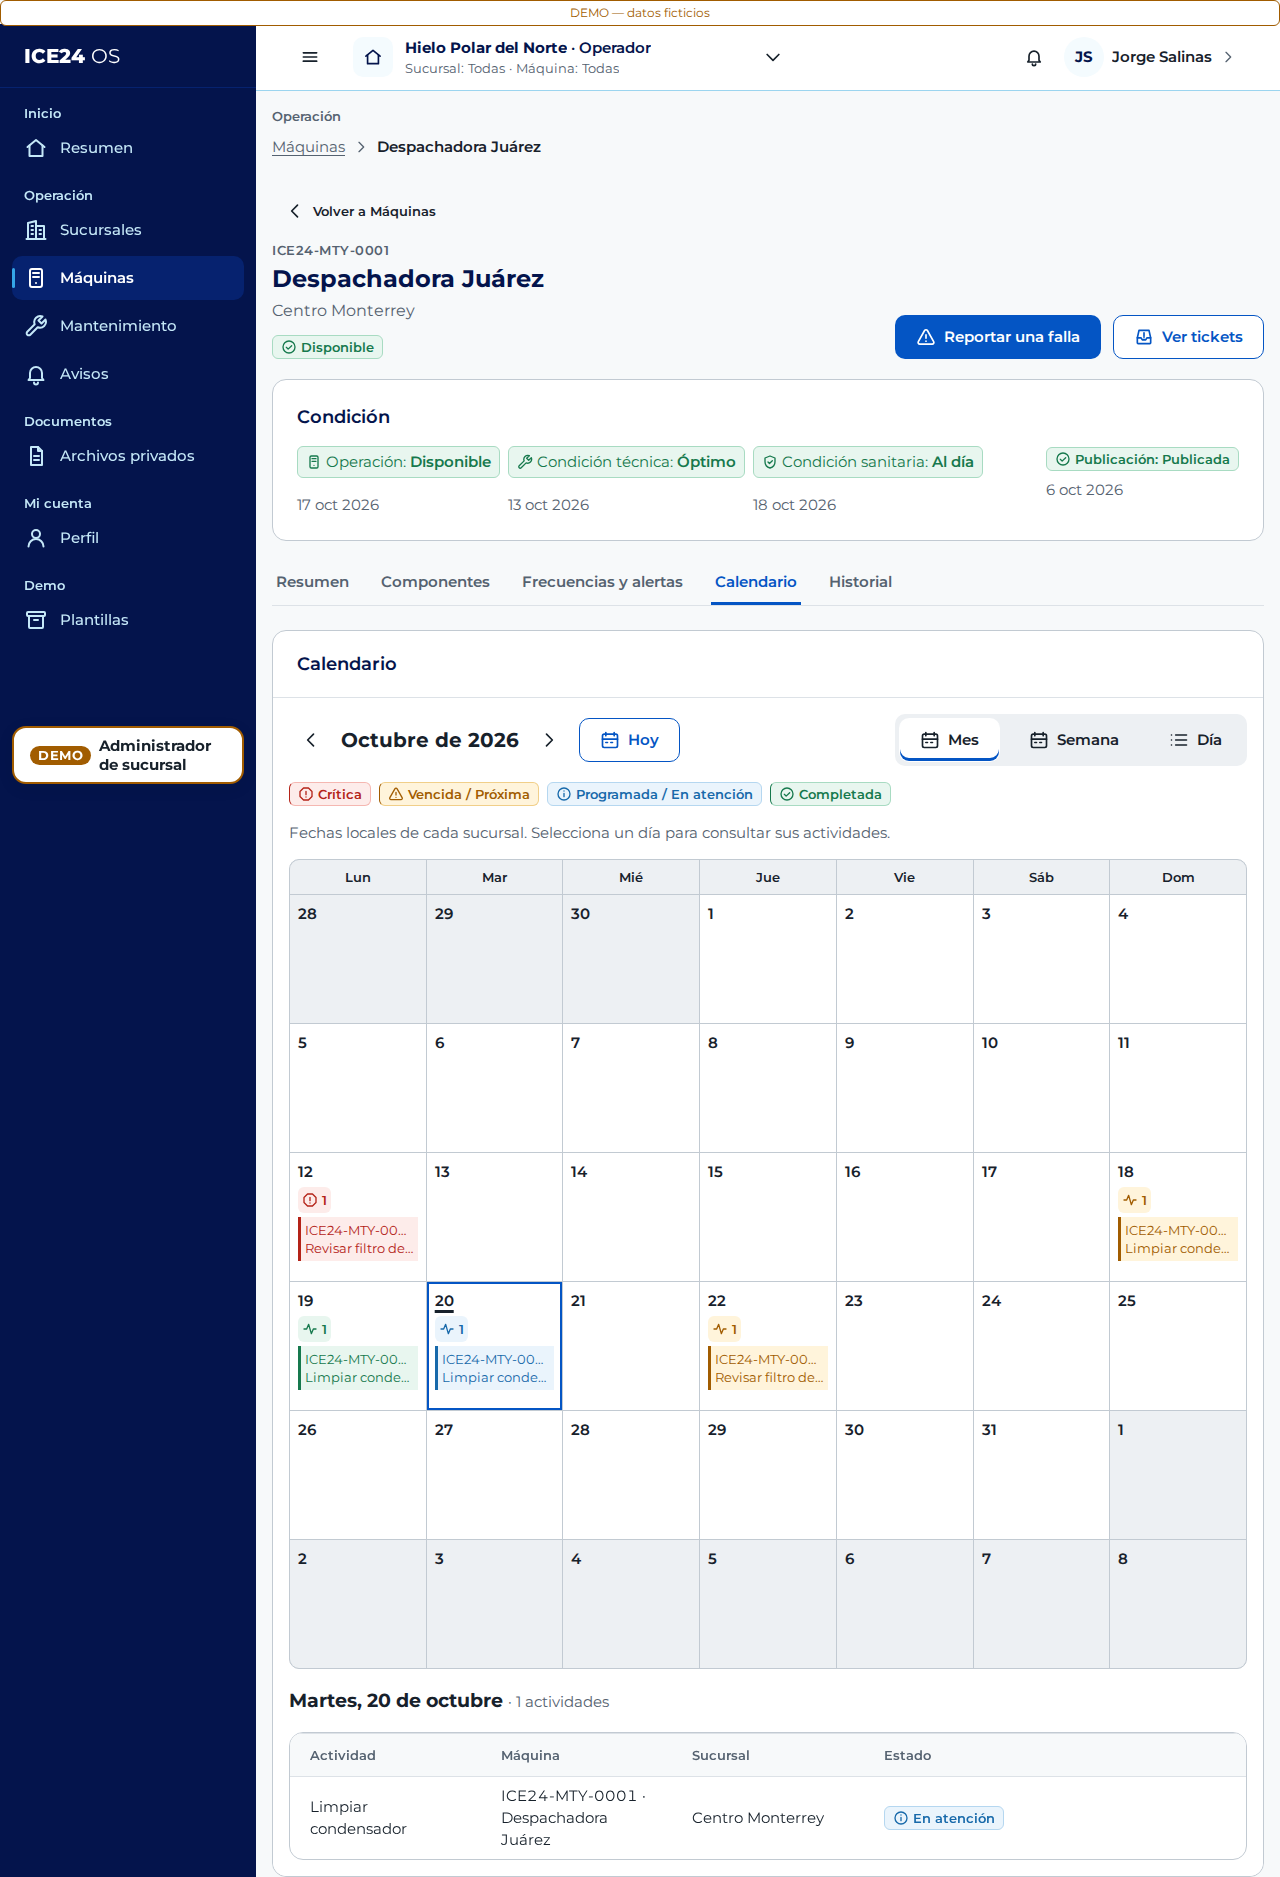 DEMO — datos ficticios
ICE24 OS
Hielo Polar del Norte · Operador
Sucursal: Todas · Máquina: Todas
JS
Jorge Salinas
Inicio
Resumen
Operación
Sucursales
Máquinas
Mantenimiento
Avisos
Documentos
Archivos privados
Mi cuenta
Perfil
Demo
Plantillas
DEMO
Administrador
de sucursal
Operación
Máquinas
Despachadora Juárez
Volver a Máquinas
ICE24-MTY-0001
Despachadora Juárez
Centro Monterrey
Disponible
Reportar una falla
Ver tickets
Condición
Operación: Disponible
Condición técnica: Óptimo
Condición sanitaria: Al día
Publicación: Publicada
17 oct 2026
13 oct 2026
18 oct 2026
6 oct 2026
Resumen
Componentes
Frecuencias y alertas
Calendario
Historial
Calendario
Octubre de 2026
Hoy
Mes
Semana
Día
Crítica
Vencida / Próxima
Programada / En atención
Completada
Fechas locales de cada sucursal. Selecciona un día para consultar sus actividades.
Lun Mar Mié Jue Vie Sáb Dom
28 29 30 1 2 3 4
5 6 7 8 9 10 11
12 13 14 15 16 17 18
1
ICE24-MTY-00...
Revisar filtro de...
1
ICE24-MTY-00...
Limpiar conde...
19 20 21 22 23 24 25
1
ICE24-MTY-00...
Limpiar conde...
1
ICE24-MTY-00...
Limpiar conde...
1
ICE24-MTY-00...
Revisar filtro de...
26 27 28 29 30 31 1
2 3 4 5 6 7 8
Martes, 20 de octubre · 1 actividades
Actividad Máquina Sucursal Estado
Limpiar
condensador
ICE24-MTY-0001 ·
Despachadora
Juárez
Centro Monterrey
En atención